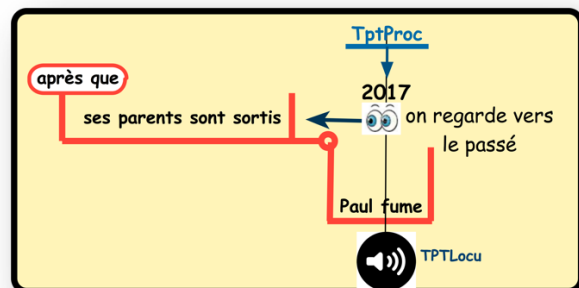 TptProc
après que
2017
ses parents sont sortis
on regarde vers
le passé
Paul fume
TPTLocu